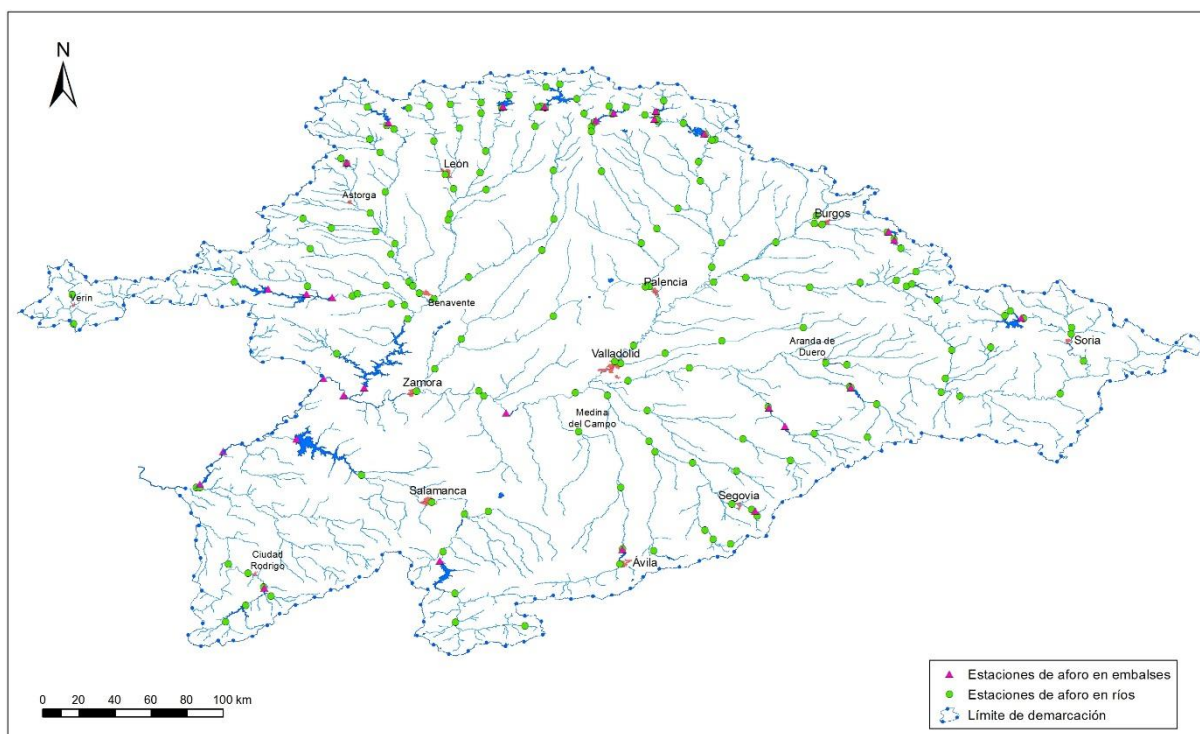 N
León
Astorga
Burgos
Verín
Benavente
Palencia
Soria
Aranda de
Duero
Valladolid
Zamora
Medina
del Campo
Salamanca
Segovia
Ciudad
Rodrigo
Ávila
0 20 40 60 80 100 km
Estaciones de aforo en embalses
Estaciones de aforo en ríos
Límite de demarcación